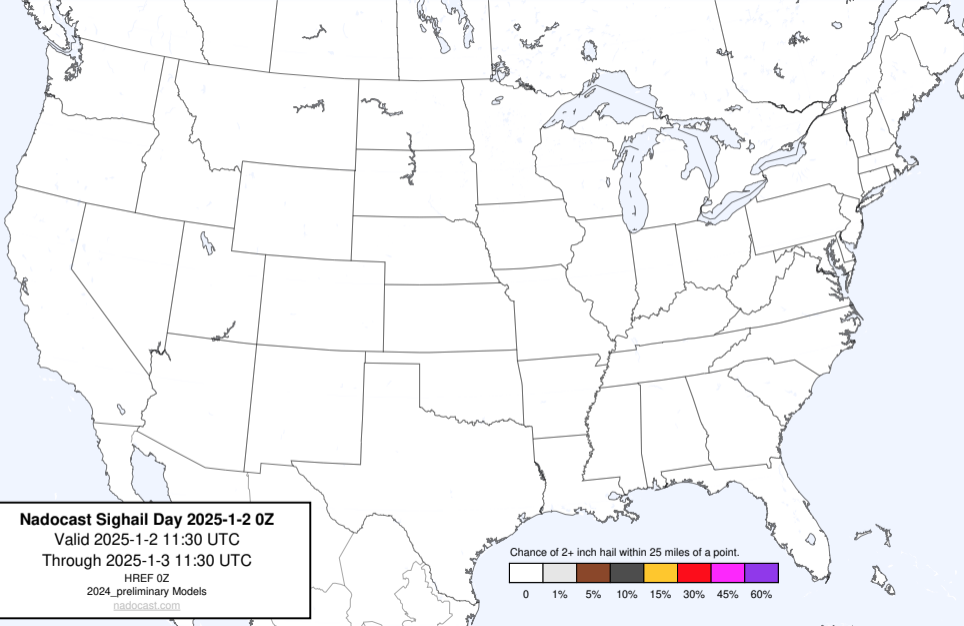 Nadocast Sighail Day 2025-1-2 0Z
Valid 2025-1-2 11:30 UTC
Through 2025-1-3 11:30 UTC
HREF 0Z
2024_preliminary Models
nadocast.com
Chance of 2+ inch hail within 25 miles of a point.
0 1% 5% 10% 15% 30% 45% 60%